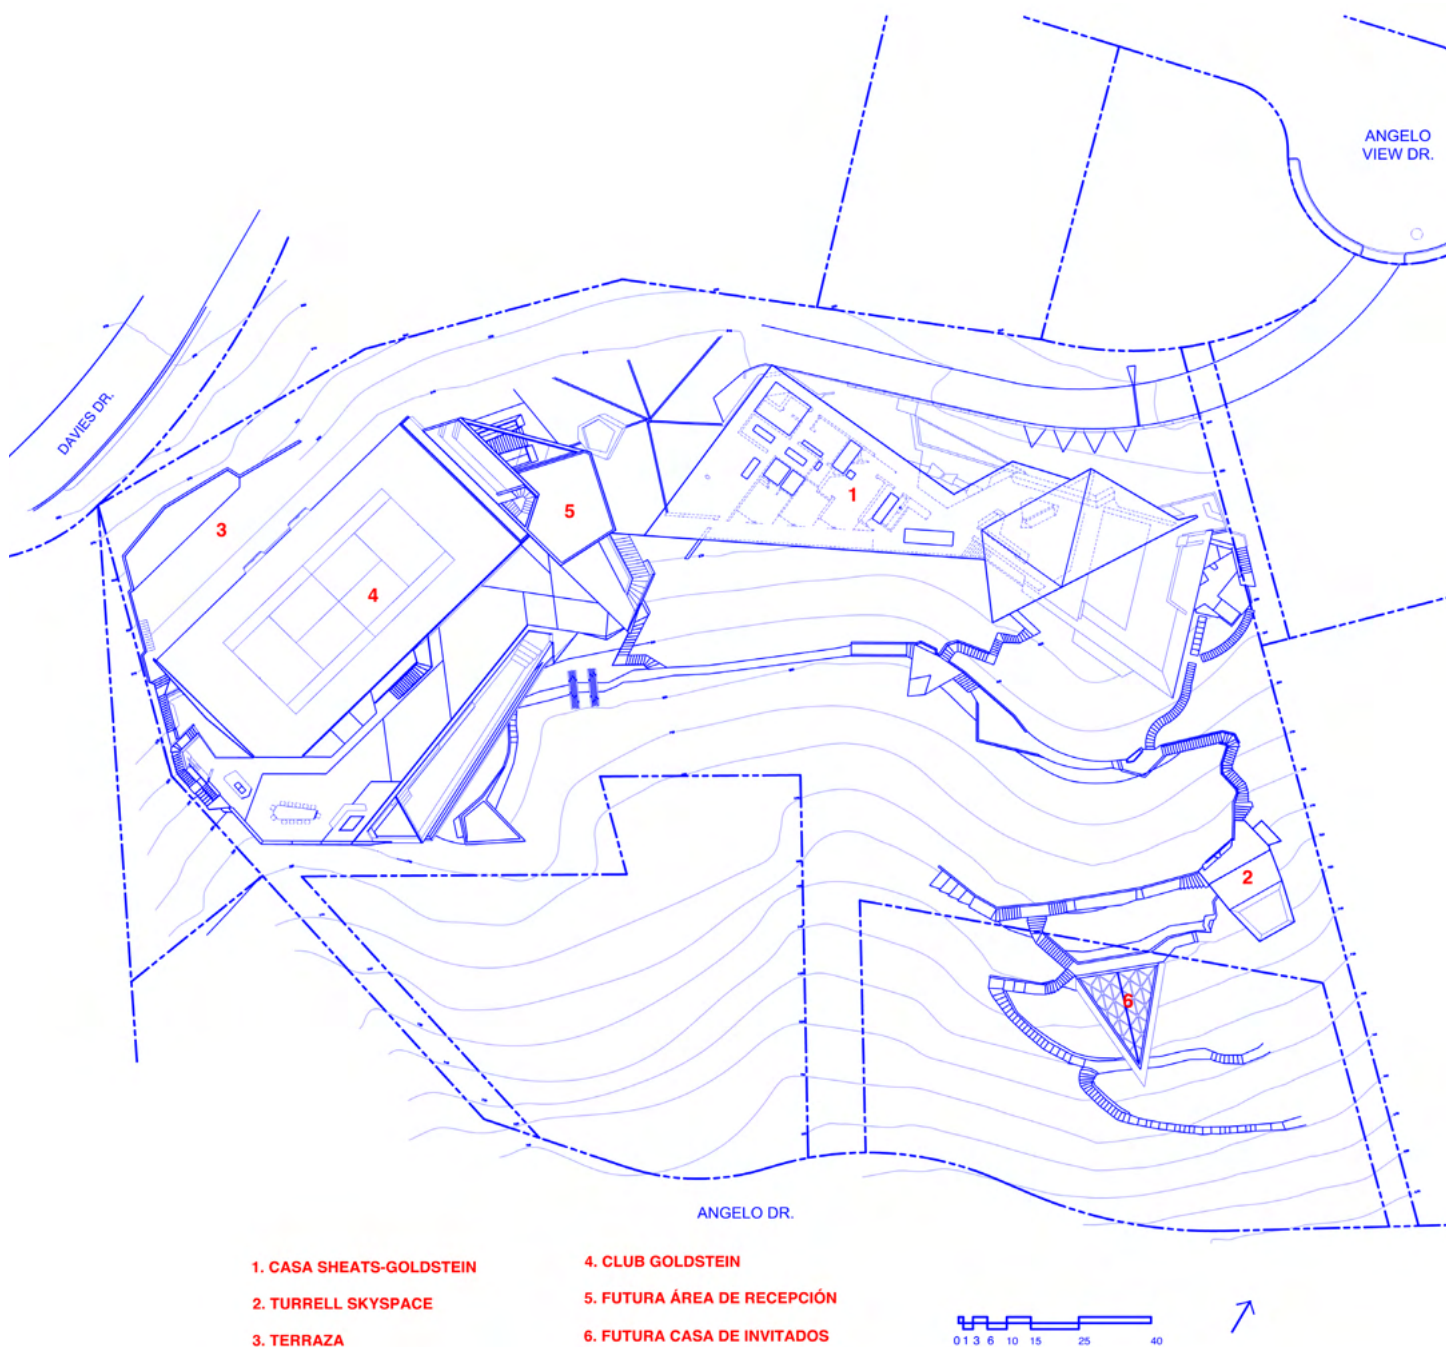 ANGELO
VIEW DR.
DAVIES DR.
1
3
5
4
2
6
ANGELO DR.
1. CASA SHEATS-GOLDSTEIN
2. TURRELL SKYSPACE
3. TERRAZA
4. CLUB GOLDSTEIN
5. FUTURA ÁREA DE RECEPCIÓN
6. FUTURA CASA DE INVITADOS
0 1 3 6 10 15 25 40